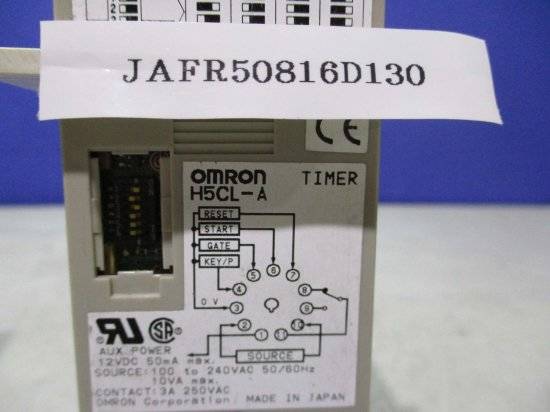 JAFR50816D130
CE
OMRON TIMER
H5CL-A
RESET
START
GATE
KEY/P
5 6 7
4 8
0V 3 9
2 1 11 10
SOURCE
AUX. POWER
12VDC 50mA max.
SOURCE: 100 to 240VAC 50/60Hz
10VA max.
CONTACT: 3A 250VAC
OMRON Corporation. MADE IN JAPAN